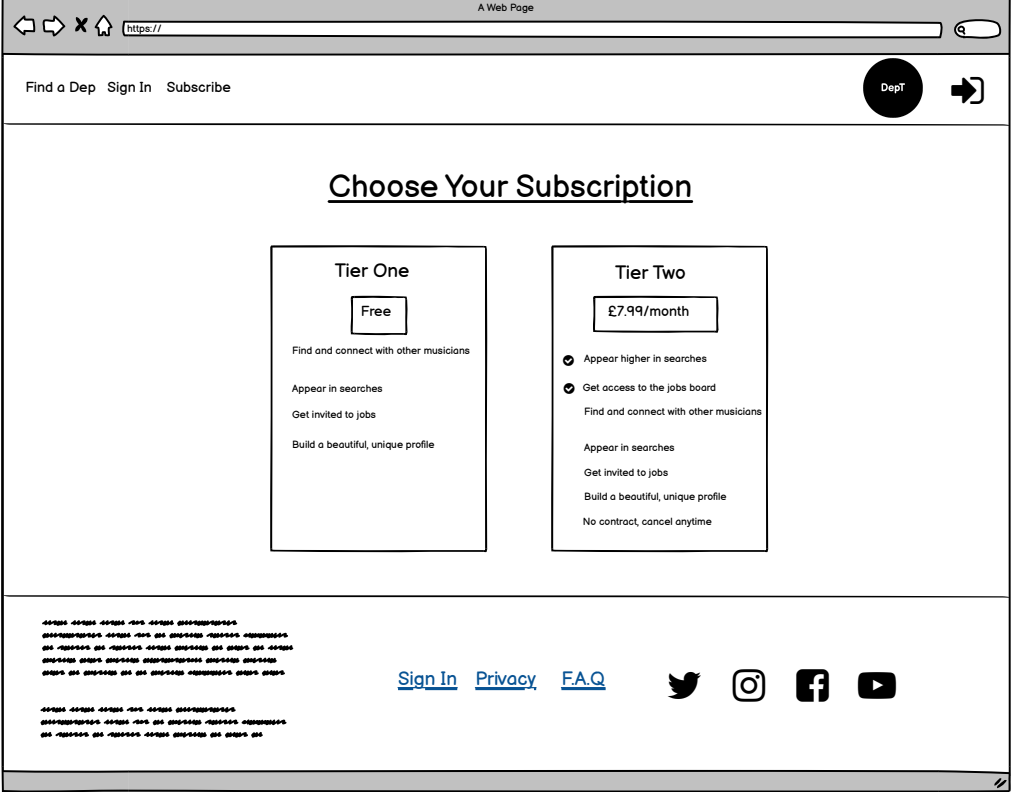 A Web Page
https://
Find a Dep Sign In Subscribe
DepT
Choose Your Subscription
Tier One
Free
Find and connect with other musicians
Appear in searches
Get invited to jobs
Build a beautiful, unique profile
Tier Two
£7.99/month
Appear higher in searches
Get access to the jobs board
Find and connect with other musicians
Appear in searches
Get invited to jobs
Build a beautiful, unique profile
No contract, cancel anytime
Sign In Privacy F.A.Q